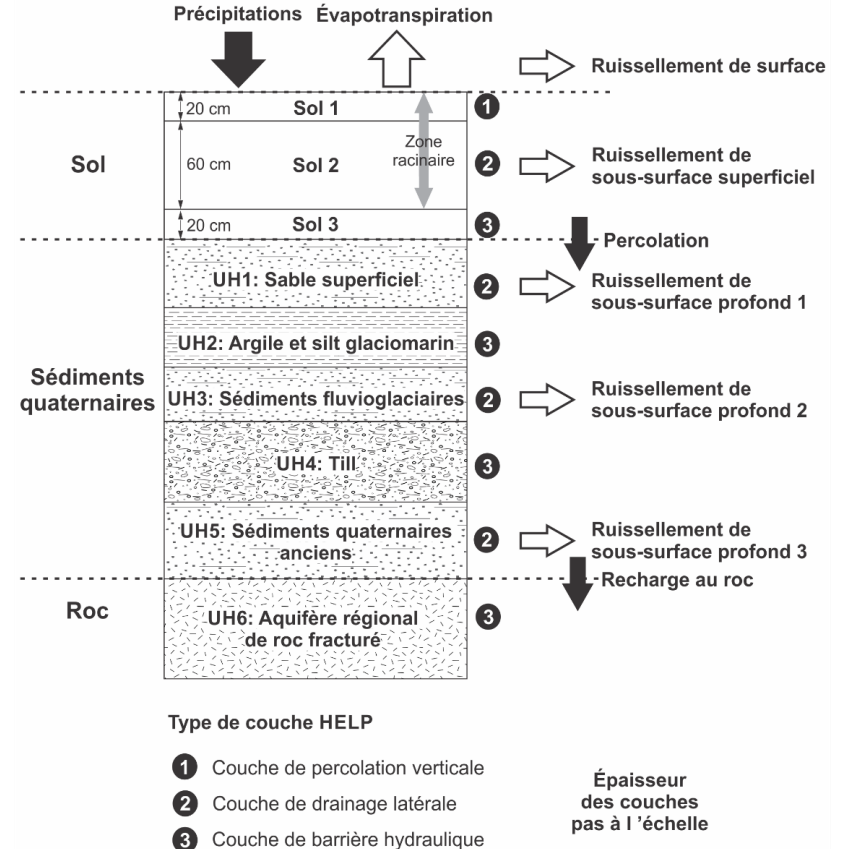 Précipitations
Évapotranspiration
Ruissellement de surface
20 cm
Sol 1
1
Zone
racinaire
Sol
60 cm
Sol 2
2
Ruissellement de
sous-surface superficiel
20 cm
Sol 3
3
Percolation
UH1: Sable superficiel
2
Ruissellement de
sous-surface profond 1
UH2: Argile et silt glaciomarin
3
Sédiments
quaternaires
UH3: Sédiments fluvioglaciaires
2
Ruissellement de
sous-surface profond 2
UH4: Till
3
UH5: Sédiments quaternaires
anciens
2
Ruissellement de
sous-surface profond 3
Recharge au roc
Roc
UH6: Aquifère régional
de roc fracturé
3
Type de couche HELP
1 Couche de percolation verticale
2 Couche de drainage latérale
3 Couche de barrière hydraulique
Épaisseur
des couches
pas à l ’échelle